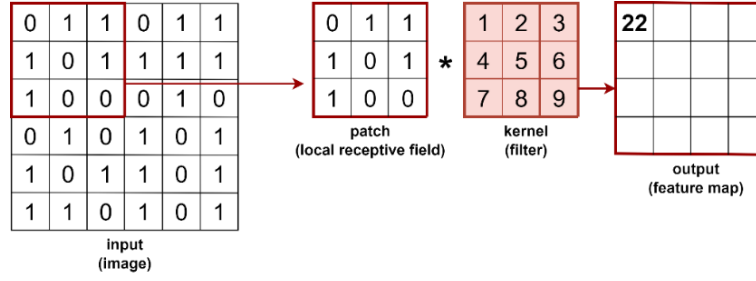 0 1 1 0 1 1
1 0 1 1 1 1
1 0 0 0 1 0
0 1 0 1 0 1
1 0 1 1 0 1
1 1 0 1 0 1
input
(image)
0 1 1
1 0 1
1 0 0
patch
(local receptive field)
*
1 2 3
4 5 6
7 8 9
kernel
(filter)
22
output
(feature map)